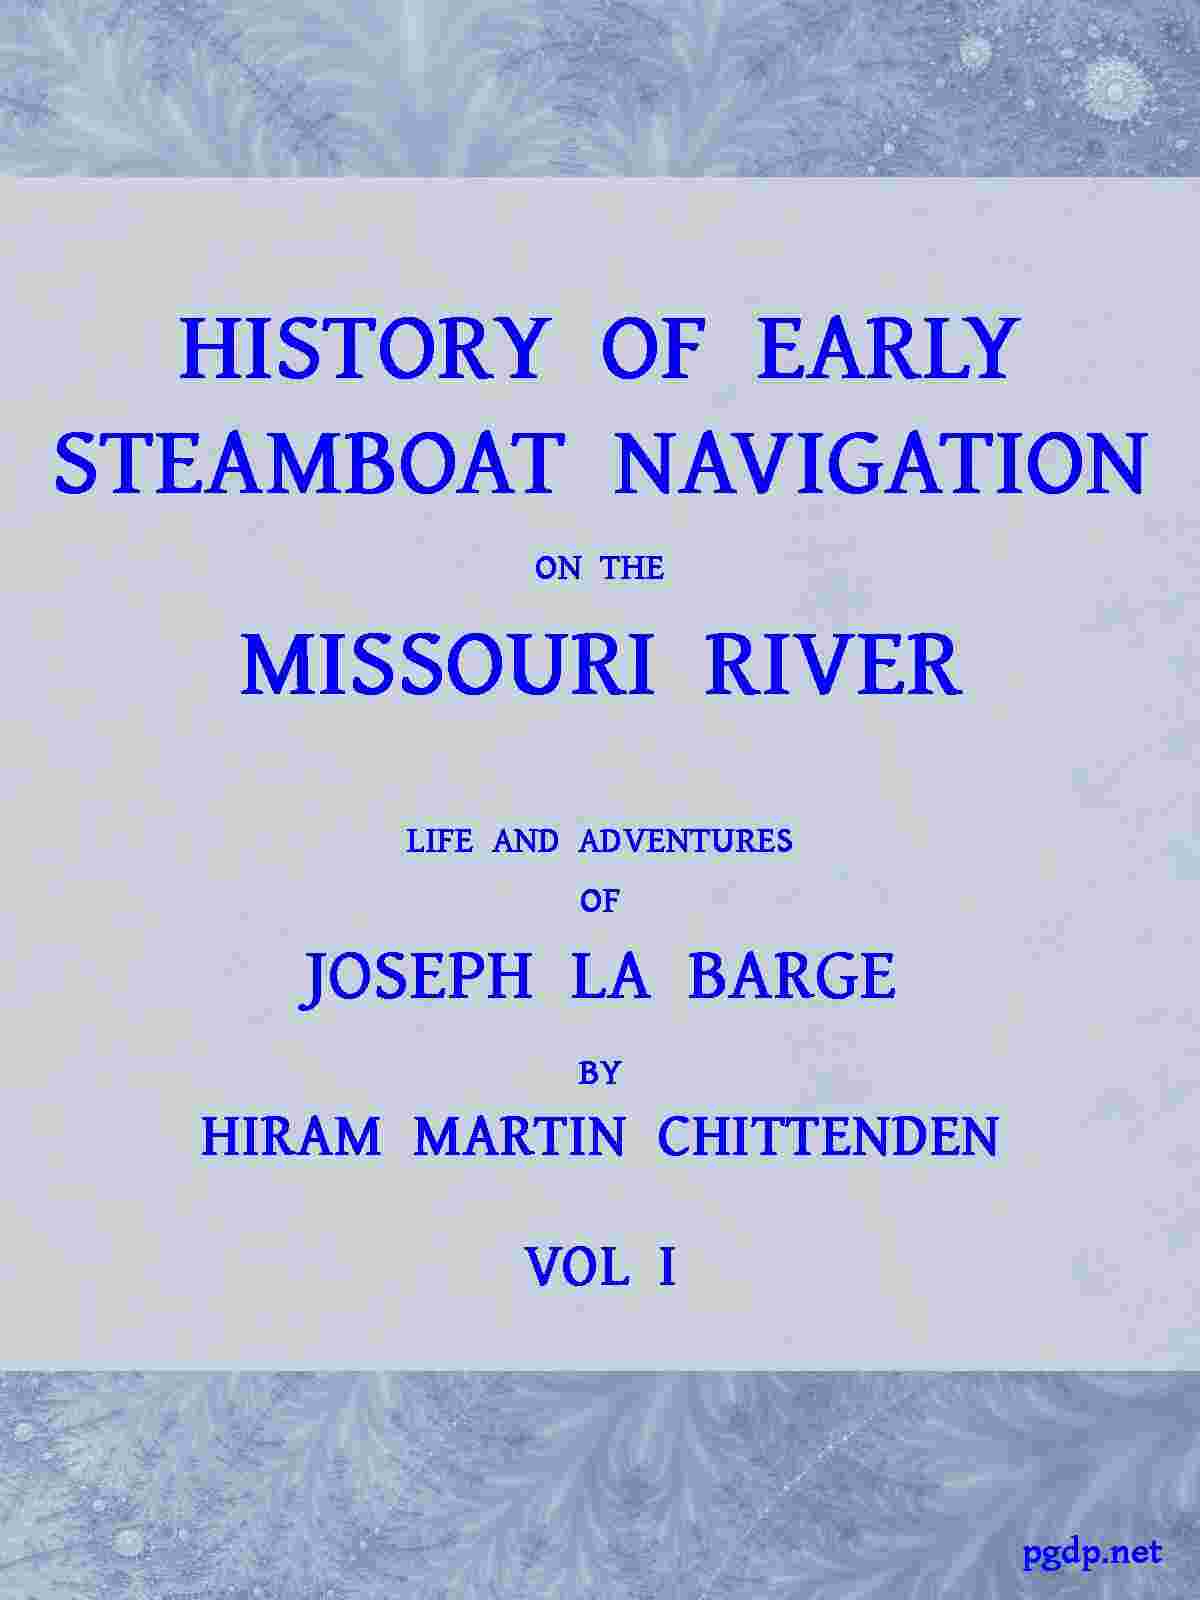 HISTORY OF EARLY
STEAMBOAT NAVIGATION
ON THE
MISSOURI RIVER
LIFE AND ADVENTURES
OF
JOSEPH LA BARGE
BY
HIRAM MARTIN CHITTENDEN
VOL I
pgdp.net